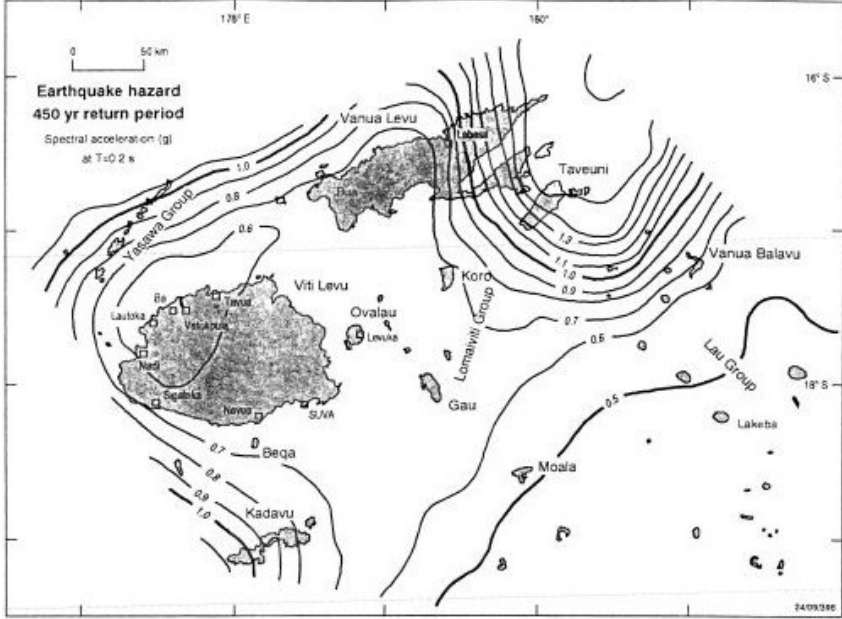 178° E
180°
0 50 km
Earthquake hazard
450 yr return period
Spectral acceleration (g)
at T=0.2 s
16° S
Vanua Levu
Labasa
Bua
Taveuni
1.0
0.8
Yasawa Group
0.6
1.3
1.1
1.0
0.9
0.7
0.6
Vanua Balavu
Koro
Viti Levu
Ba
Tavua
Lautoka
Vatukoula
Ovalau
Levuka
Lomaiviti Group
Nadi
Lau Group
18° S
Sigatoka
Navua
SUVA
Gau
0.5
Lakeba
0.7
Beqa
0.8
Moala
0.9
1.0
Kadavu